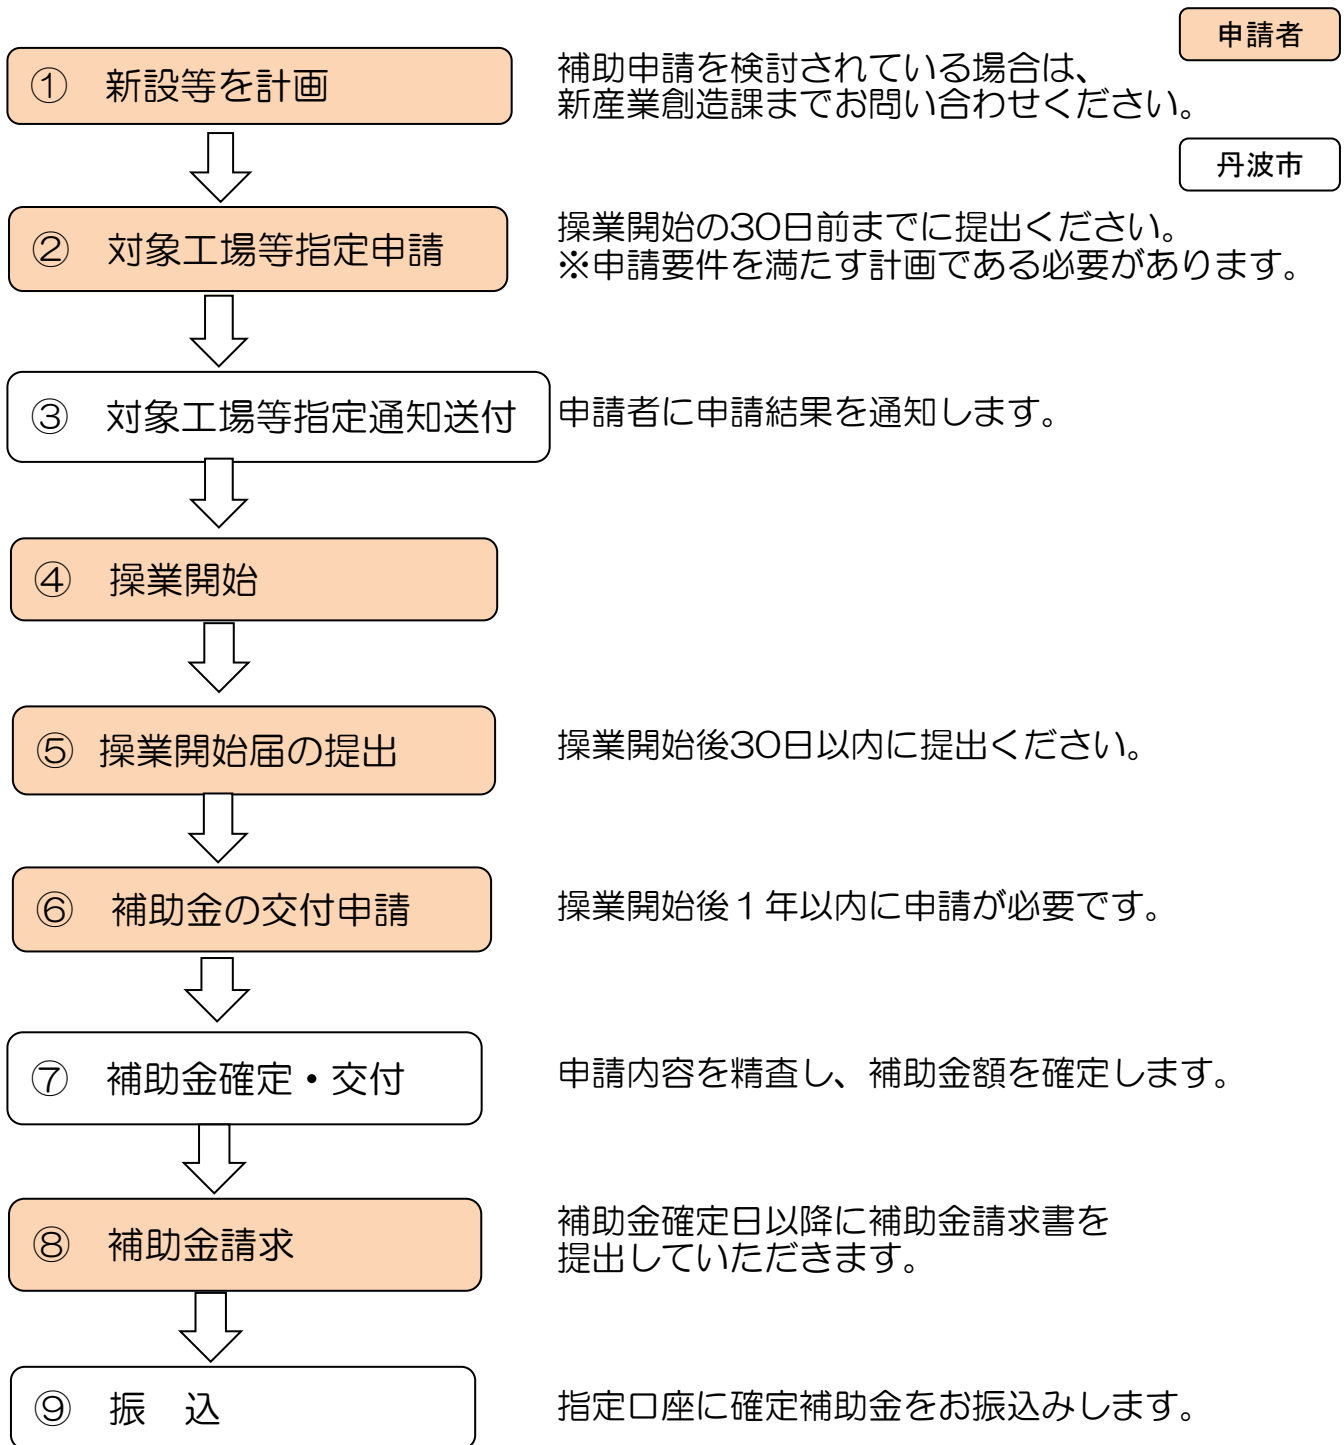 申請者
① 新設等を計画
補助申請を検討されている場合は、
新産業創造課までお問い合わせください。
丹波市
② 対象工場等指定申請
操業開始の30日前までに提出ください。
※申請要件を満たす計画である必要があります。
③ 対象工場等指定通知送付
申請者に申請結果を通知します。
④ 操業開始
⑤ 操業開始届の提出
操業開始後30日以内に提出ください。
⑥ 補助金の交付申請
操業開始後１年以内に申請が必要です。
⑦ 補助金確定・交付
申請内容を精査し、補助金額を確定します。
⑧ 補助金請求
補助金確定日以降に補助金請求書を
提出していただきます。
⑨ 振　込
指定口座に確定補助金をお振込みします。